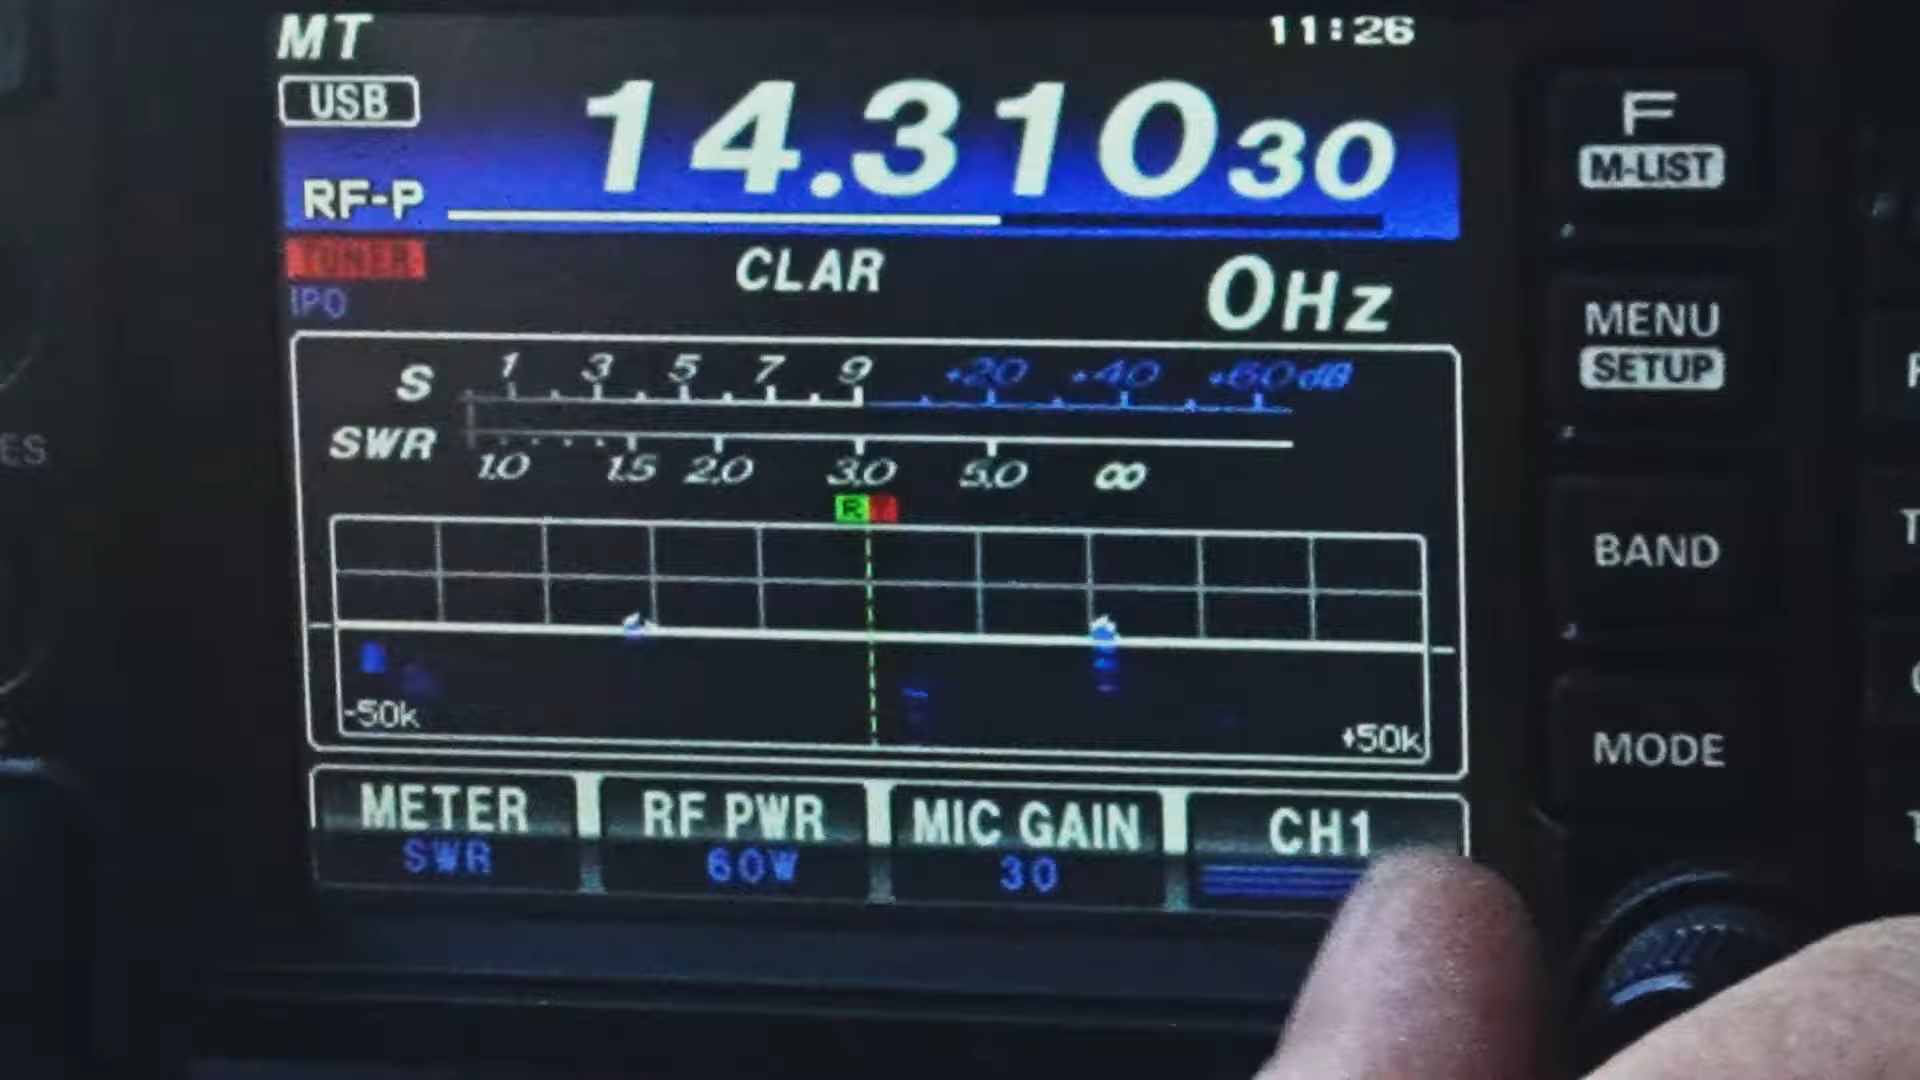 MT
11:26
USB
14.310 30
RF-P
TUNER
IPO
CLAR
0Hz
S 1 3 5 7 9 +20 +40 +60dB
SWR
1.0 1.5 2.0 3.0 5.0 ∞
R
-50k
+50k
METER
SWR
RF PWR
60W
MIC GAIN
30
CH1
F
M-LIST
MENU
SETUP
BAND
MODE
ES